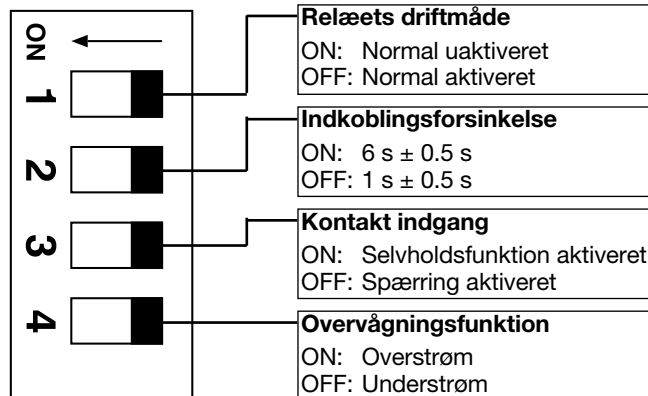 ON
1
Relæets driftmåde
ON: Normal uaktiveret
OFF: Normal aktiveret
2
Indkoblingsforsinkelse
ON: 6 s ± 0.5 s
OFF: 1 s ± 0.5 s
3
Kontakt indgang
ON: Selvholdsfunktion aktiveret
OFF: Spærring aktiveret
4
Overvågningsfunktion
ON: Overstrøm
OFF: Understrøm